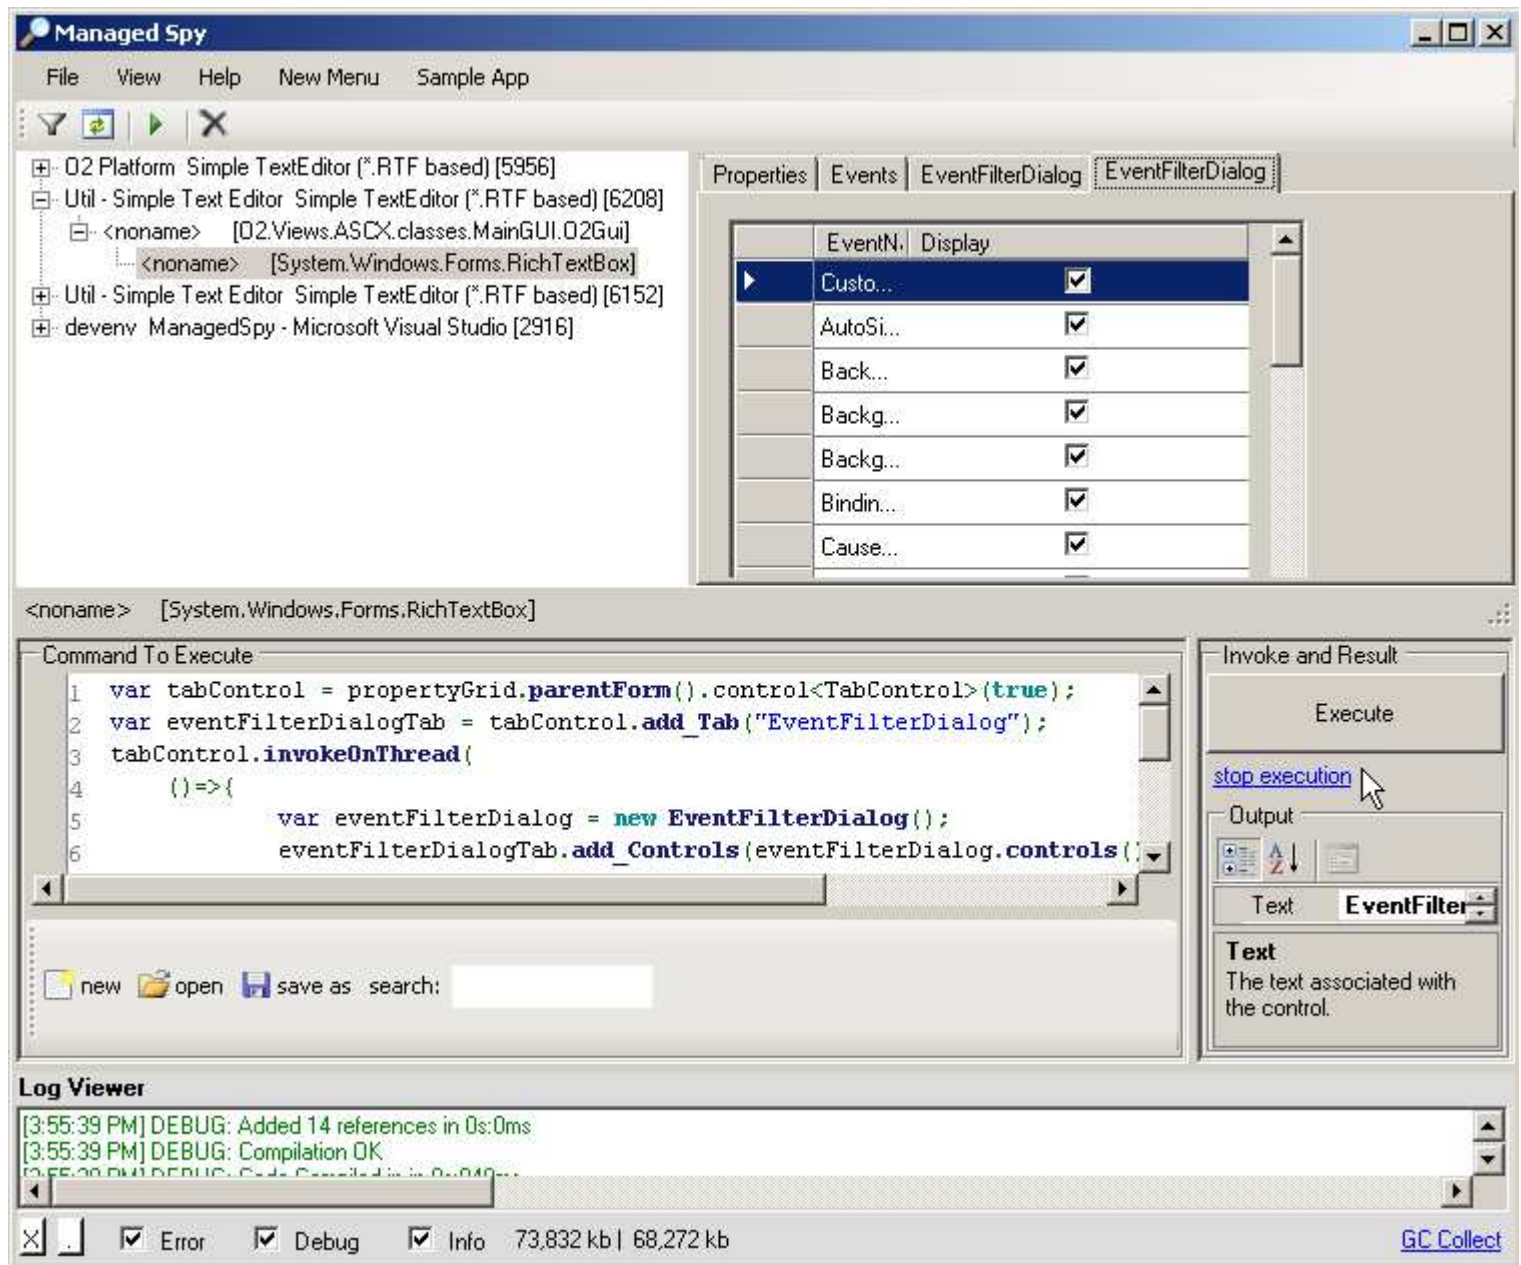 Managed Spy
File View Help New Menu Sample App
O2 Platform Simple TextEditor (*.RTF based) [5956]
Util - Simple Text Editor Simple TextEditor (*.RTF based) [6208]
<noname> [O2.Views.ASCX.classes.MainGUI.O2Gui]
<noname> [System.Windows.Forms.RichTextBox]
Util - Simple Text Editor Simple TextEditor (*.RTF based) [6152]
devenv ManagedSpy - Microsoft Visual Studio [2916]
Properties Events EventFilterDialog EventFilterDialog
EventN. Display
Custo...
AutoSi...
Back...
Backg...
Backg...
Bindin...
Cause...
<noname> [System.Windows.Forms.RichTextBox]
Command To Execute
1 var tabControl = propertyGrid.parentForm().control<TabControl>(true);
2 var eventFilterDialogTab = tabControl.add_Tab("EventFilterDialog");
3 tabControl.invokeOnThread(
4 ()=>{
5 var eventFilterDialog = new EventFilterDialog();
6 eventFilterDialogTab.add_Controls(eventFilterDialog.controls()
new open save as search:
Invoke and Result
Execute
stop execution
Output
Text EventFilter
Text
The text associated with
the control.
Log Viewer
[3:55:39 PM] DEBUG: Added 14 references in 0s:0ms
[3:55:39 PM] DEBUG: Compilation OK
X . Error Debug Info 73,832 kb | 68,272 kb GC Collect